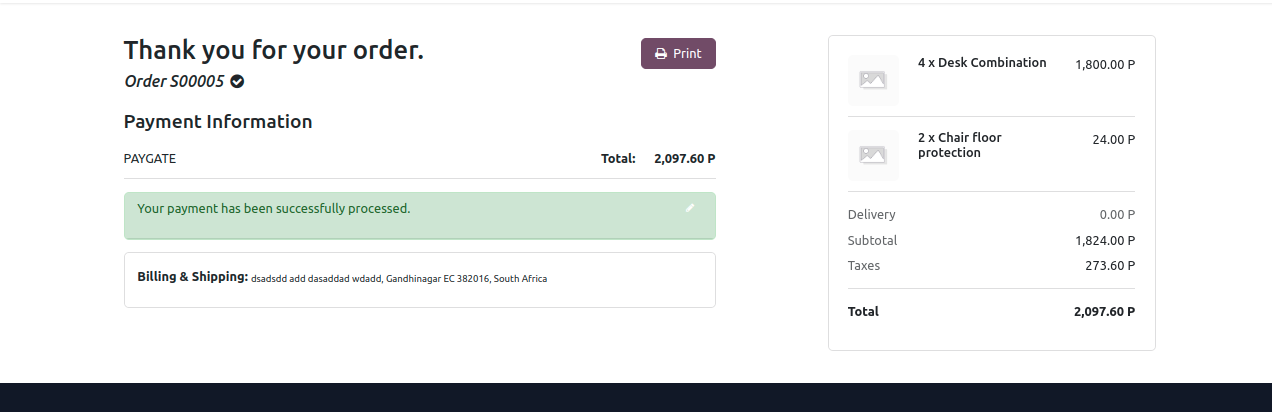 Thank you for your order.
Print
Order S00005
Payment Information
PAYGATE Total: 2,097.60 P
Your payment has been successfully processed.
Billing & Shipping: dsadsdd add dasaddad wdadd, Gandhinagar EC 382016, South Africa
4 x Desk Combination 1,800.00 P
2 x Chair floor 24.00 P
protection
Delivery 0.00 P
Subtotal 1,824.00 P
Taxes 273.60 P
Total 2,097.60 P